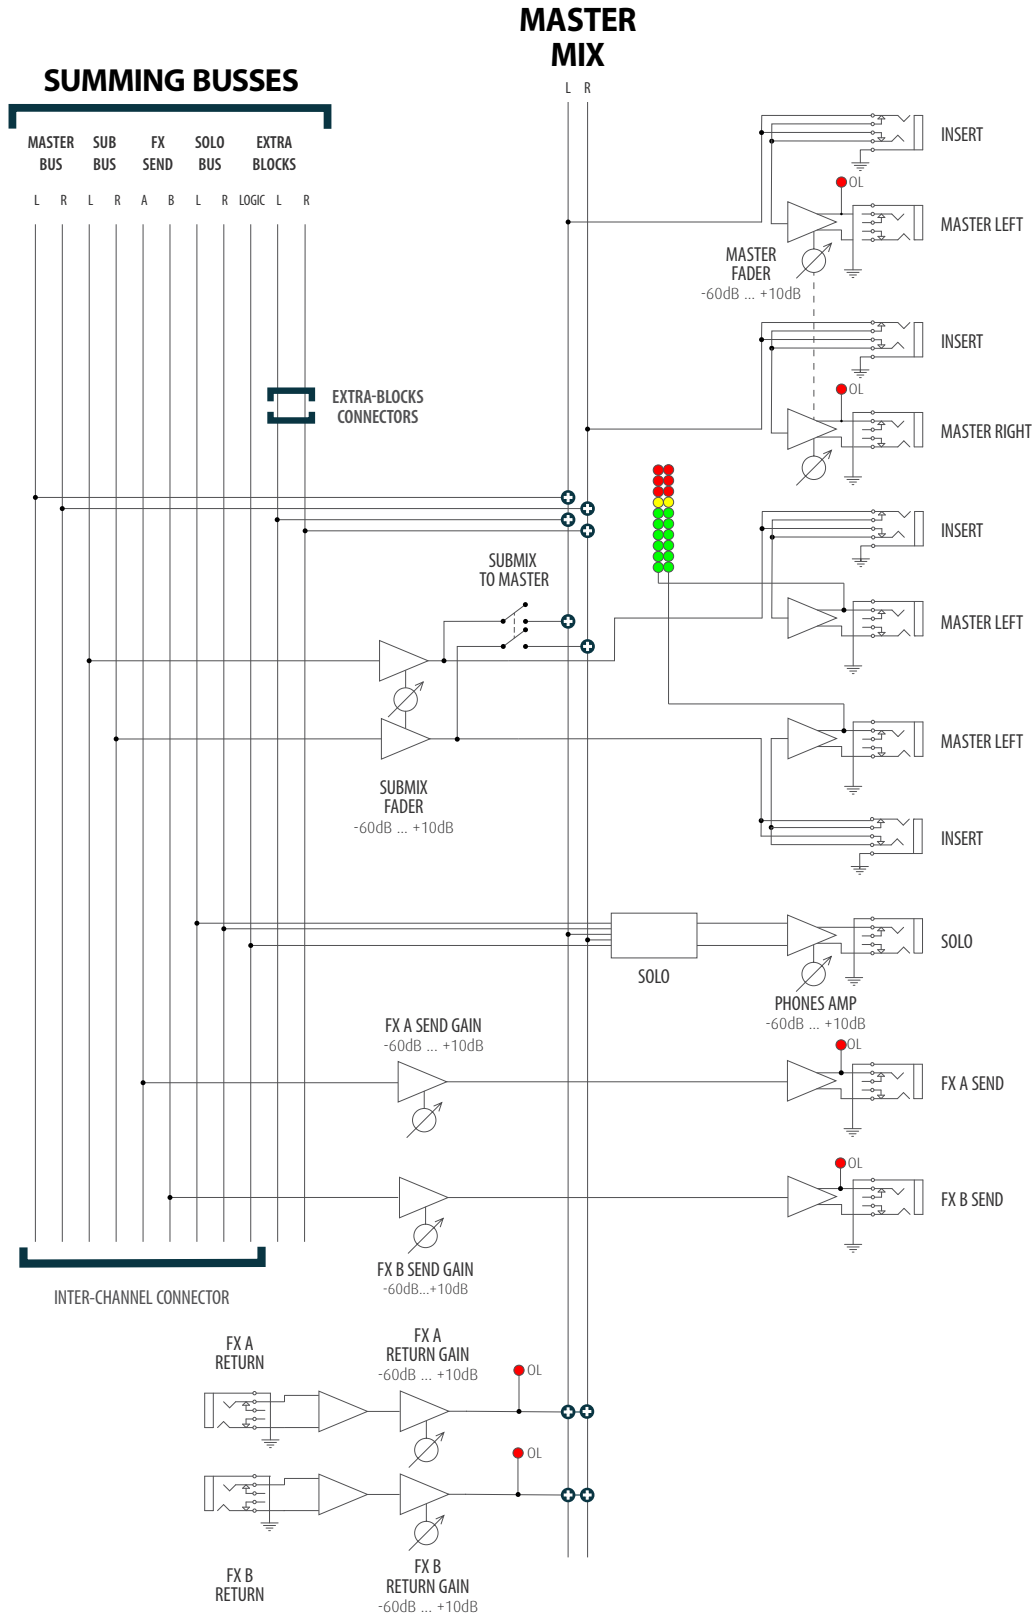 MASTER
MIX
L R
SUMMING BUSSES
MASTER
BUS
SUB
BUS
FX
SEND
SOLO
BUS
EXTRA
BLOCKS
L R L R A B L R LOGIC L R
INSERT
OL
MASTER LEFT
MASTER
FADER
-60dB ... +10dB
INSERT
OL
MASTER RIGHT
EXTRA-BLOCKS
CONNECTORS
INSERT
SUBMIX
TO MASTER
MASTER LEFT
MASTER LEFT
SUBMIX
FADER
-60dB ... +10dB
INSERT
SOLO
SOLO
PHONES AMP
-60dB ... +10dB
FX A SEND GAIN
-60dB ... +10dB
OL
FX A SEND
OL
FX B SEND
FX B SEND GAIN
-60dB...+10dB
INTER-CHANNEL CONNECTOR
FX A
RETURN
FX A
RETURN GAIN
-60dB ... +10dB
OL
OL
FX B
RETURN
FX B
RETURN GAIN
-60dB ... +10dB